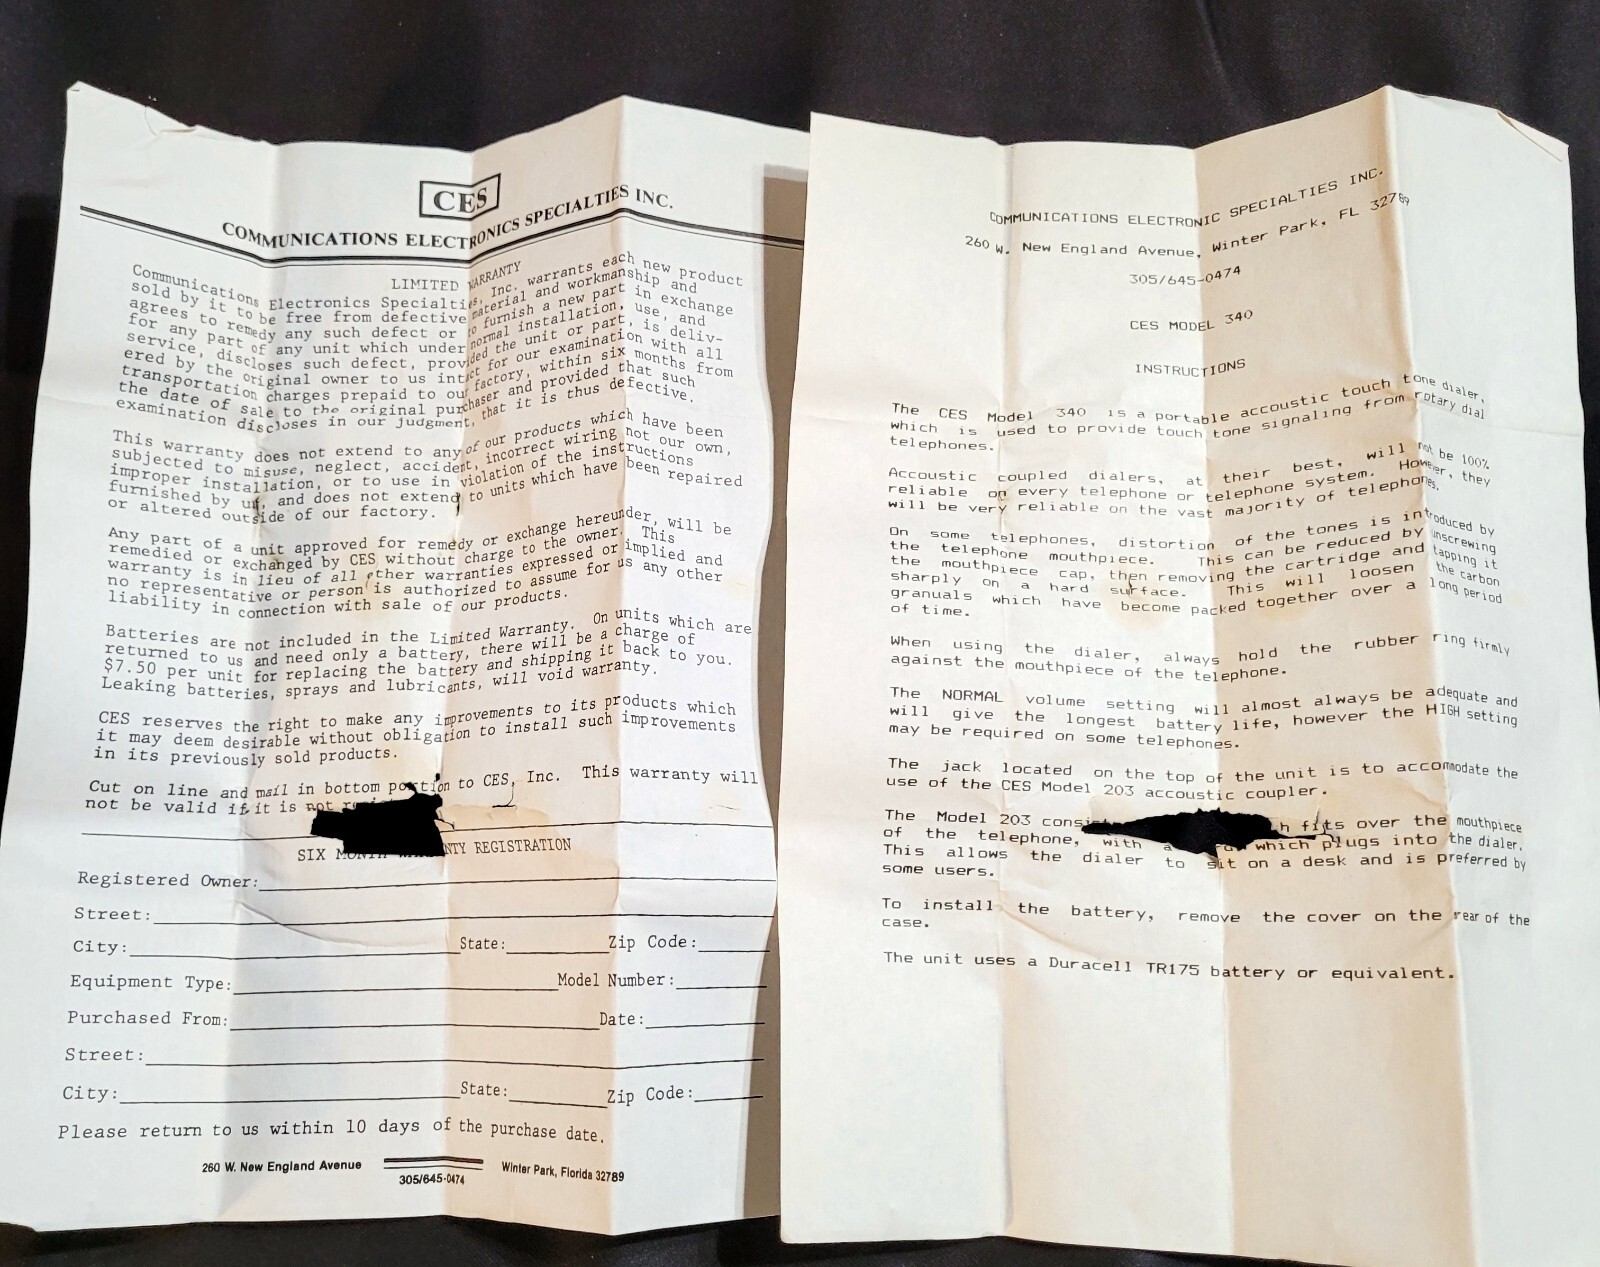 CES
COMMUNICATIONS ELECTRONICS SPECIALTIES INC.
LIMITED WARRANTY
Communications Electronics Specialties, Inc. warrants each new product
sold by it to be free from defective material and workmanship and
agrees to remedy any such defect or to furnish a new part in exchange
for any part of any unit which under normal installation, use, and
service, discloses such defect, provided the unit or part, is deliv-
ered by the original owner to us intact for our examination with all
transportation charges prepaid to our factory, within six months from
the date of sale to the original purchaser and provided that such
examination discloses in our judgment, that it is thus defective.
This warranty does not extend to any of our products which have been
subjected to misuse, neglect, accident, incorrect wiring not our own,
improper installation, or to use in violation of the instructions
furnished by us, and does not extend to units which have been repaired
or altered outside of our factory.
Any part of a unit approved for remedy or exchange hereunder, will be
remedied or exchanged by CES without charge to the owner. This
warranty is in lieu of all other warranties expressed or implied and
no representative or person is authorized to assume for us any other
liability in connection with sale of our products.
Batteries are not included in the Limited Warranty. On units which are
returned to us and need only a battery, there will be a charge of
$7.50 per unit for replacing the battery and shipping it back to you.
Leaking batteries, sprays and lubricants, will void warranty.
CES reserves the right to make any improvements to its products which
it may deem desirable without obligation to install such improvements
in its previously sold products.
Cut on line and mail in bottom portion to CES, Inc. This warranty will
not be valid if it is not
SIX MONTH WARRANTY REGISTRATION
Registered Owner:
Street:
City: State: Zip Code:
Equipment Type: Model Number:
Purchased From: Date:
Street:
City: State: Zip Code:
Please return to us within 10 days of the purchase date.
260 W. New England Avenue Winter Park, Florida 32789
305/645-0474
COMMUNICATIONS ELECTRONIC SPECIALTIES INC.
260 W. New England Avenue, Winter Park, FL 32789
305/645-0474
CES MODEL 340
INSTRUCTIONS
The CES Model 340 is a portable accoustic touch tone dialer,
which is used to provide touch tone signaling from rotary dial
telephones.
Accoustic coupled dialers, at their best, will not be 100%
reliable on every telephone or telephone system. However, they
will be very reliable on the vast majority of telephones.
On some telephones, distortion of the tones is introduced by
the telephone mouthpiece. This can be reduced by unscrewing
the mouthpiece cap, then removing the cartridge and tapping it
sharply on a hard surface. This will loosen the carbon
granuals which have become packed together over a long period
of time.
When using the dialer, always hold the rubber ring firmly
against the mouthpiece of the telephone.
The NORMAL volume setting will almost always be adequate and
will give the longest battery life, however the HIGH setting
may be required on some telephones.
The jack located on the top of the unit is to accommodate the
use of the CES Model 203 accoustic coupler.
The Model 203 fits over the mouthpiece
of the telephone, with a which plugs into the dialer.
This allows the dialer to sit on a desk and is preferred by
some users.
To install the battery, remove the cover on the rear of the
case.
The unit uses a Duracell TR175 battery or equivalent.